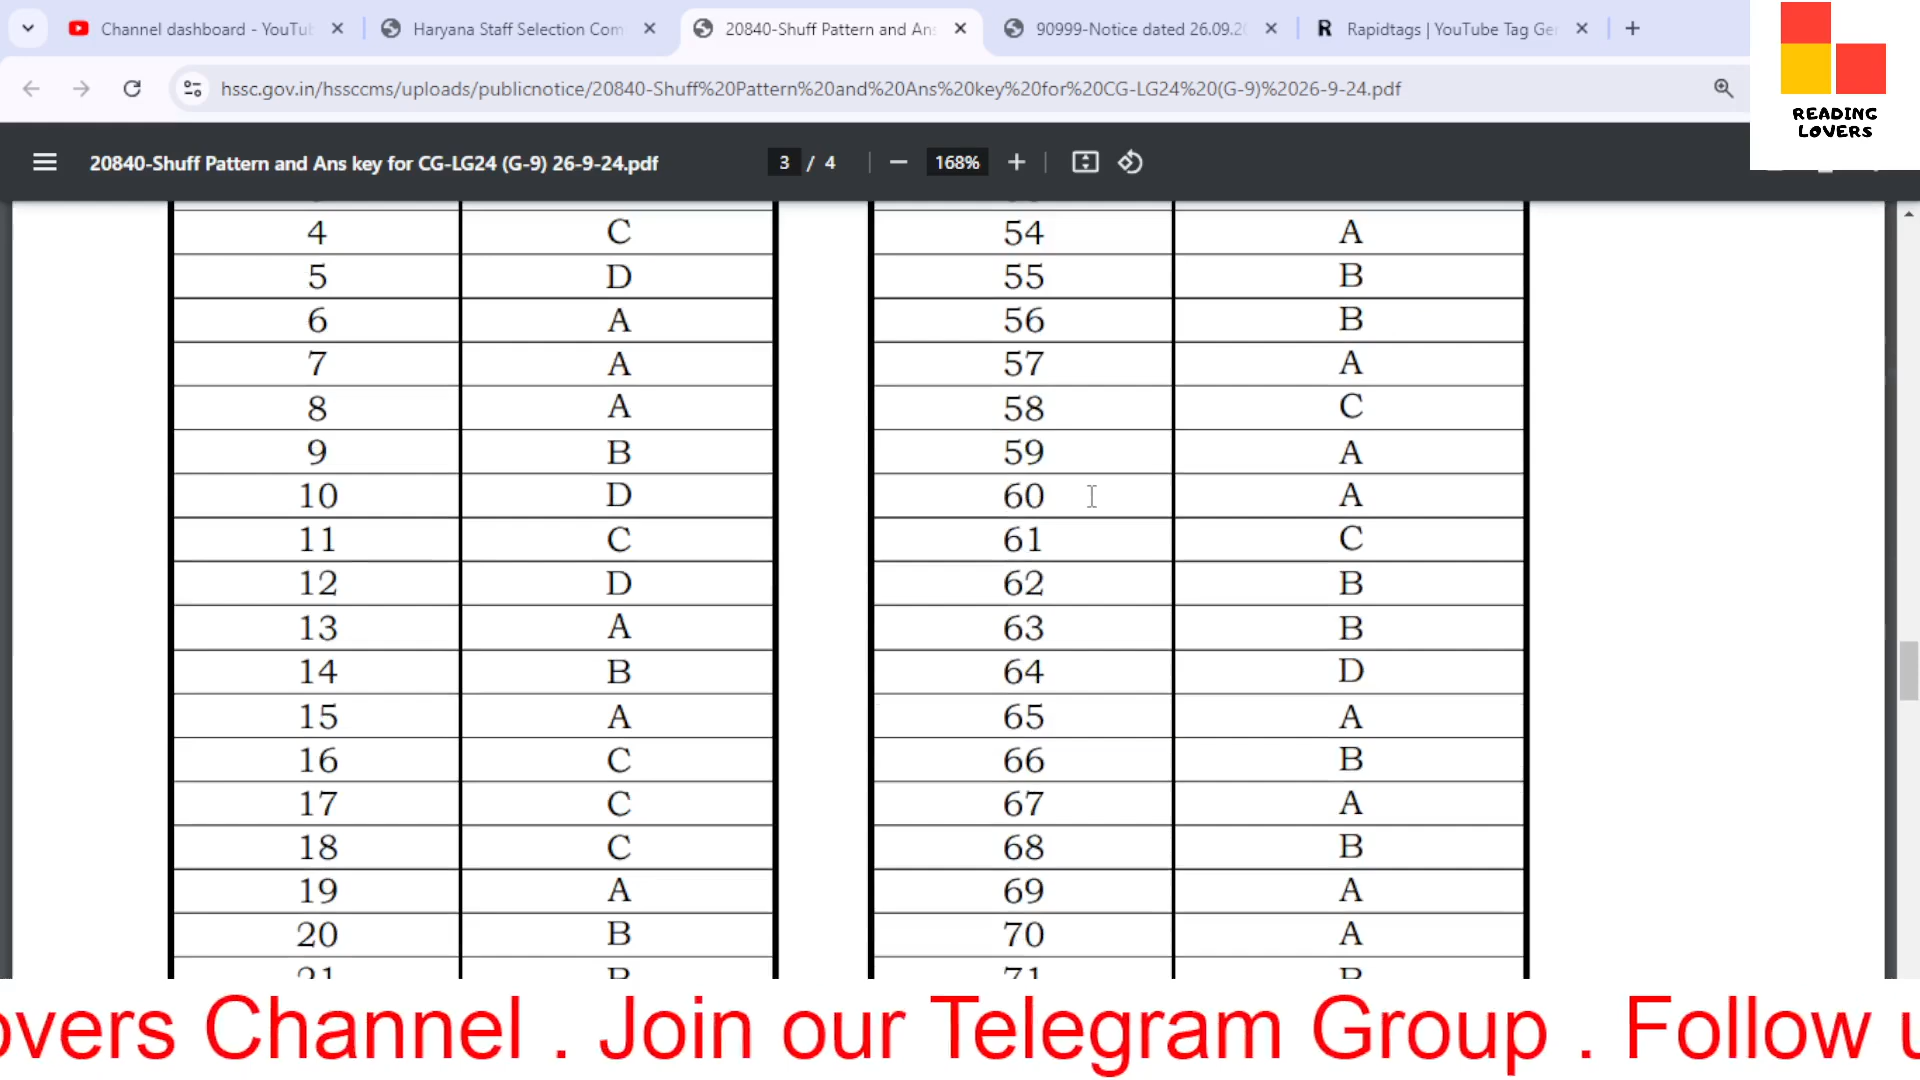 Channel dashboard - YouTu
Haryana Staff Selection Com
20840-Shuff Pattern and An
90999-Notice dated 26.09.2
Rapidtags | YouTube Tag Ge
hssc.gov.in/hssccms/uploads/publicnotice/20840-Shuff%20Pattern%20and%20Ans%20key%20for%20CG-LG24%20(G-9)%2026-9-24.pdf
READING
LOVERS
20840-Shuff Pattern and Ans key for CG-LG24 (G-9) 26-9-24.pdf
3 / 4
168%
4 C 54 A
5 D 55 B
6 A 56 B
7 A 57 A
8 A 58 C
9 B 59 A
10 D 60 A
11 C 61 C
12 D 62 B
13 A 63 B
14 B 64 D
15 A 65 A
16 C 66 B
17 C 67 A
18 C 68 B
19 A 69 A
20 B 70 A
21 71
overs Channel . Join our Telegram Group . Follow u